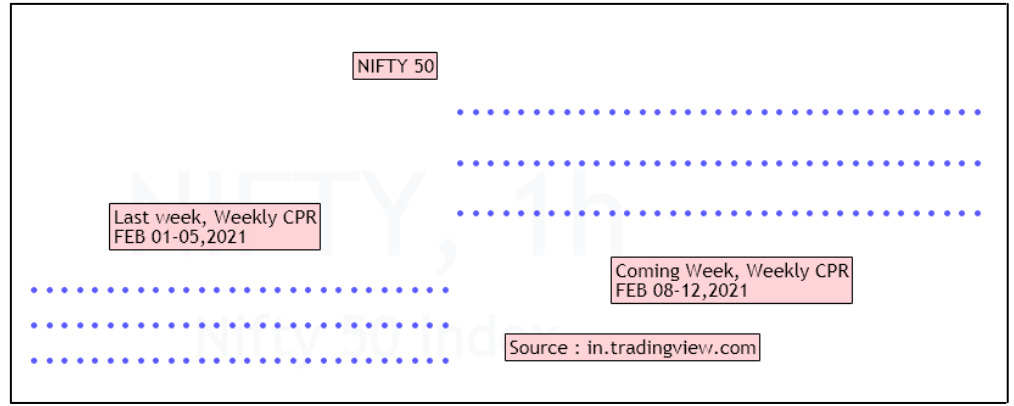 NIFTY 50
NIFTY, 1h
Last week, Weekly CPR
FEB 01-05,2021
Coming Week, Weekly CPR
FEB 08-12,2021
Nifty 50 Index
Source : in.tradingview.com